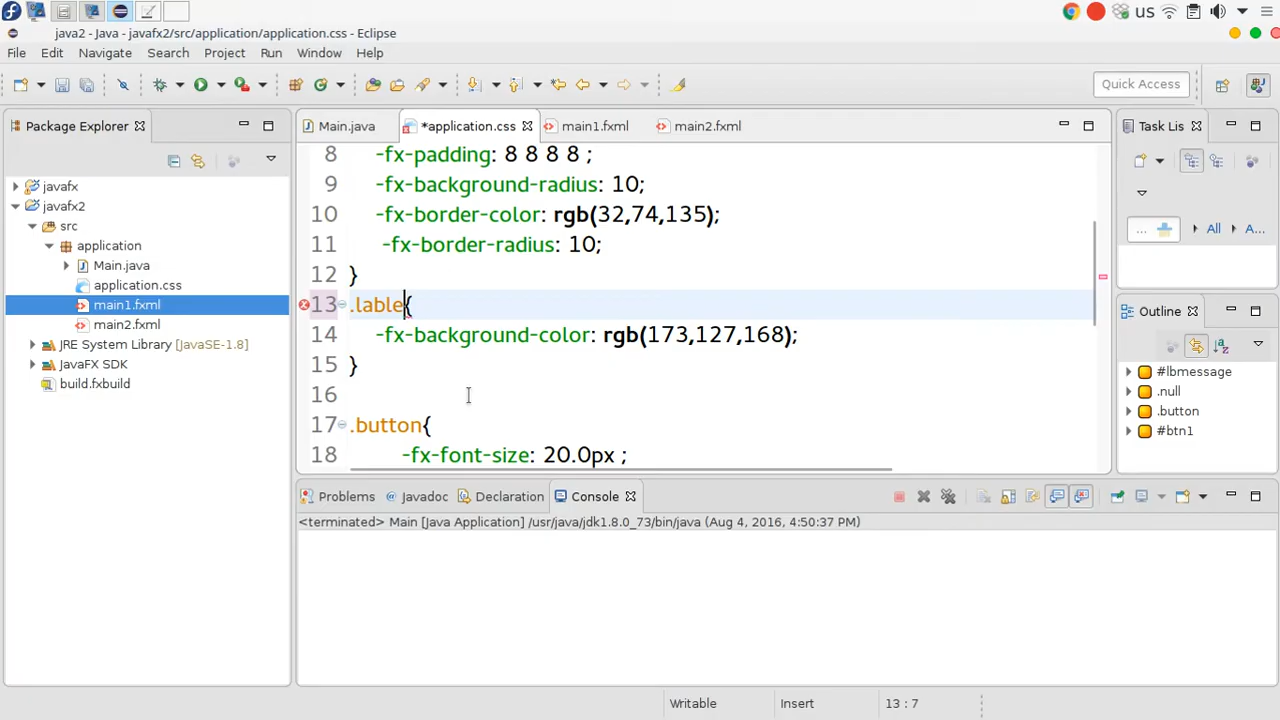 us
java2 - Java - javafx2/src/application/application.css - Eclipse
File Edit Navigate Search Project Run Window Help
Quick Access
Package Explorer
Main.java
*application.css
main1.fxml
main2.fxml
Task Lis
javafx
javafx2
src
application
Main.java
application.css
main1.fxml
main2.fxml
JRE System Library [JavaSE-1.8]
JavaFX SDK
build.fxbuild
8 -fx-padding: 8 8 8 8 ;
9 -fx-background-radius: 10;
10 -fx-border-color: rgb(32,74,135);
11 -fx-border-radius: 10;
12 }
13 .lable{
14 -fx-background-color: rgb(173,127,168);
15 }
16
17 .button{
18 -fx-font-size: 20.0px ;
... All A...
Outline
#lbmessage
.null
.button
#btn1
Problems Javadoc Declaration Console
<terminated> Main [Java Application] /usr/java/jdk1.8.0_73/bin/java (Aug 4, 2016, 4:50:37 PM)
Writable Insert 13 : 7